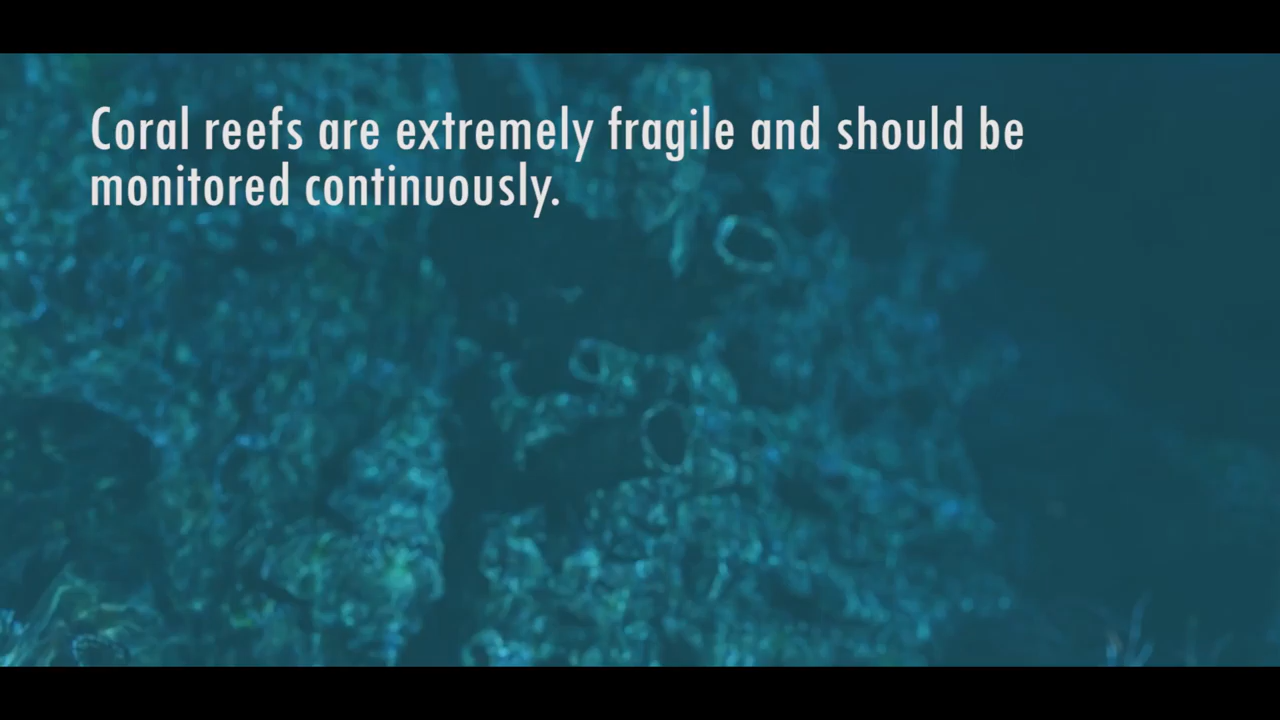 Coral reefs are extremely fragile and should be
monitored continuously.